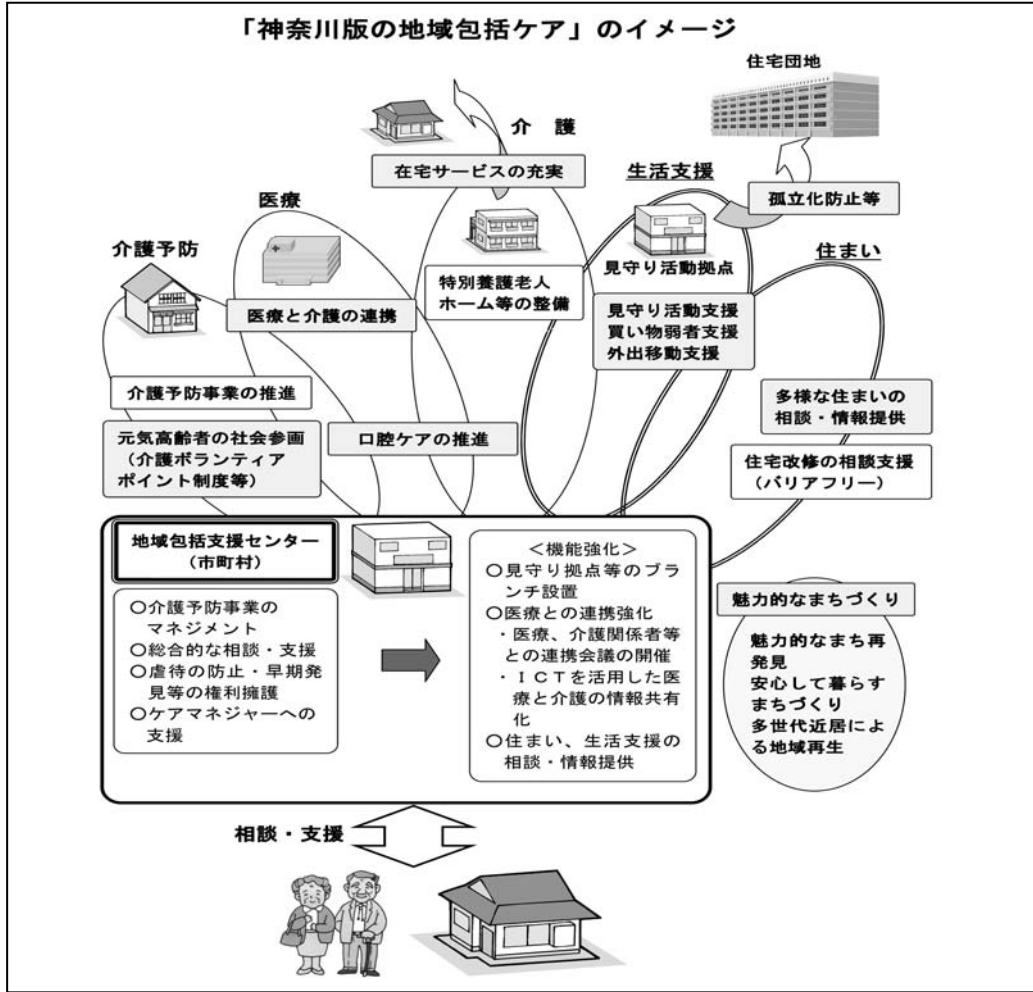 「神奈川版の地域包括ケア」のイメージ
住宅団地
介　護
在宅サービスの充実
生活支援
孤立化防止等
医療
住まい
介護予防
見守り活動拠点
特別養護老人
ホーム等の整備
医療と介護の連携
見守り活動支援
買い物弱者支援
外出移動支援
介護予防事業の推進
多様な住まいの
相談・情報提供
元気高齢者の社会参画
（介護ボランティア
ポイント制度等）
口腔ケアの推進
住宅改修の相談支援
（バリアフリー）
地域包括支援センター
（市町村）
○介護予防事業の
マネジメント
○総合的な相談・支援
○虐待の防止・早期発
見等の権利擁護
○ケアマネジャーへの
支援
＜機能強化＞
○見守り拠点等のブラ
ンチ設置
○医療との連携強化
・医療、介護関係者等
との連携会議の開催
・ＩＣＴを活用した医
療と介護の情報共有
化
○住まい、生活支援の
相談・情報提供
魅力的なまちづくり
魅力的なまち再
発見
安心して暮らす
まちづくり
多世代近居によ
る地域再生
相談・支援